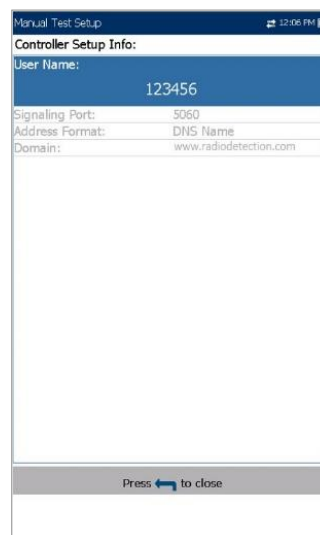 Manual Test Setup 12:06 PM
Controller Setup Info:
User Name:
123456
Signaling Port: 5060
Address Format: DNS Name
Domain: www.radiodetection.com
Press to close